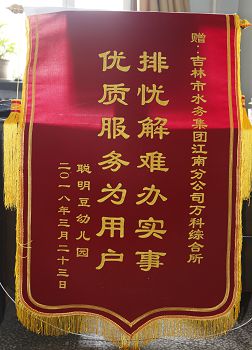 赠：吉林市水务集团江南分公司万科综合所
排忧解难办实事
优质服务为用户
聪明豆幼儿园
二〇一八年三月二十三日